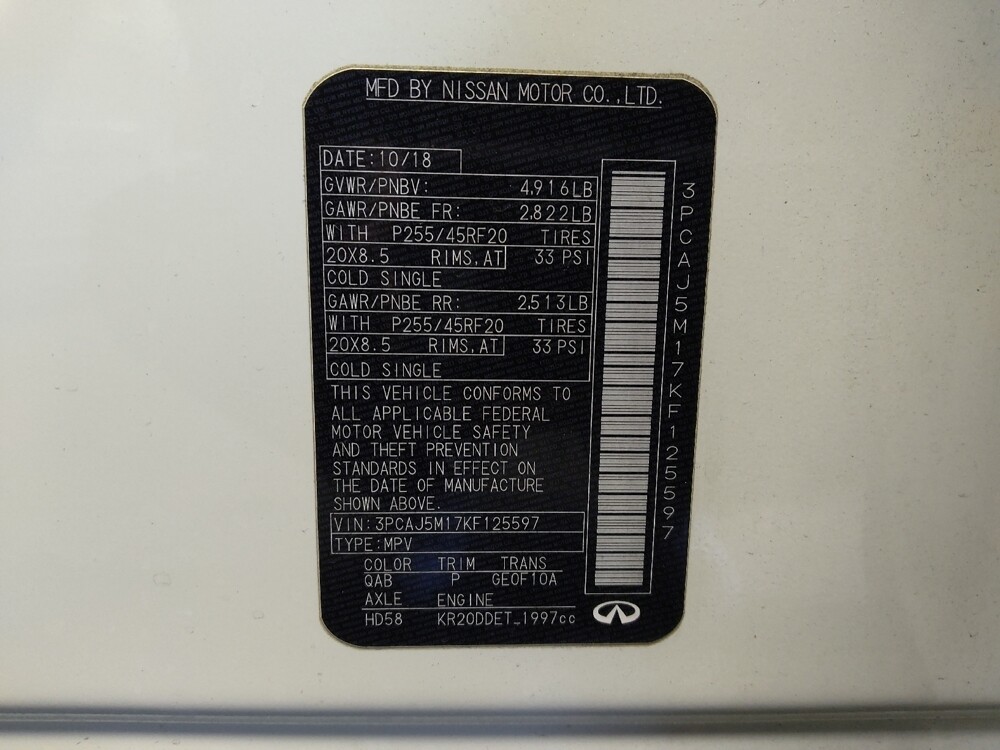 MFD BY NISSAN MOTOR CO.,LTD.
DATE:10/18
GVWR/PNBV: 4,916LB
GAWR/PNBE FR: 2,822LB
WITH P255/45RF20 TIRES
20X8.5 RIMS,AT 33 PSI
COLD SINGLE
GAWR/PNBE RR: 2,513LB
WITH P255/45RF20 TIRES
20X8.5 RIMS,AT 33 PSI
COLD SINGLE
THIS VEHICLE CONFORMS TO
ALL APPLICABLE FEDERAL
MOTOR VEHICLE SAFETY
AND THEFT PREVENTION
STANDARDS IN EFFECT ON
THE DATE OF MANUFACTURE
SHOWN ABOVE.
VIN:3PCAJ5M17KF125597
TYPE:MPV
COLOR TRIM TRANS
QAB P GE0F10A
AXLE ENGINE
HD58 KR20DDET_1997cc
3PCAJ5M17KF125597